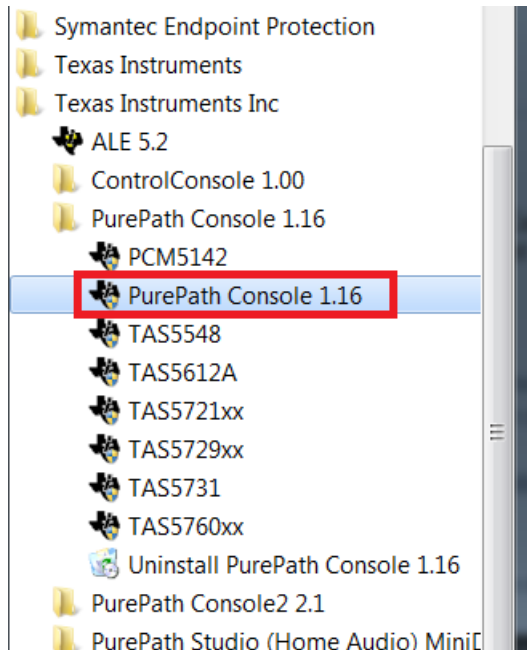 Symantec Endpoint Protection
Texas Instruments
Texas Instruments Inc
ALE 5.2
ControlConsole 1.00
PurePath Console 1.16
PCM5142
PurePath Console 1.16
TAS5548
TAS5612A
TAS5721xx
TAS5729xx
TAS5731
TAS5760xx
Uninstall PurePath Console 1.16
PurePath Console2 2.1
PurePath Studio (Home Audio) Mini